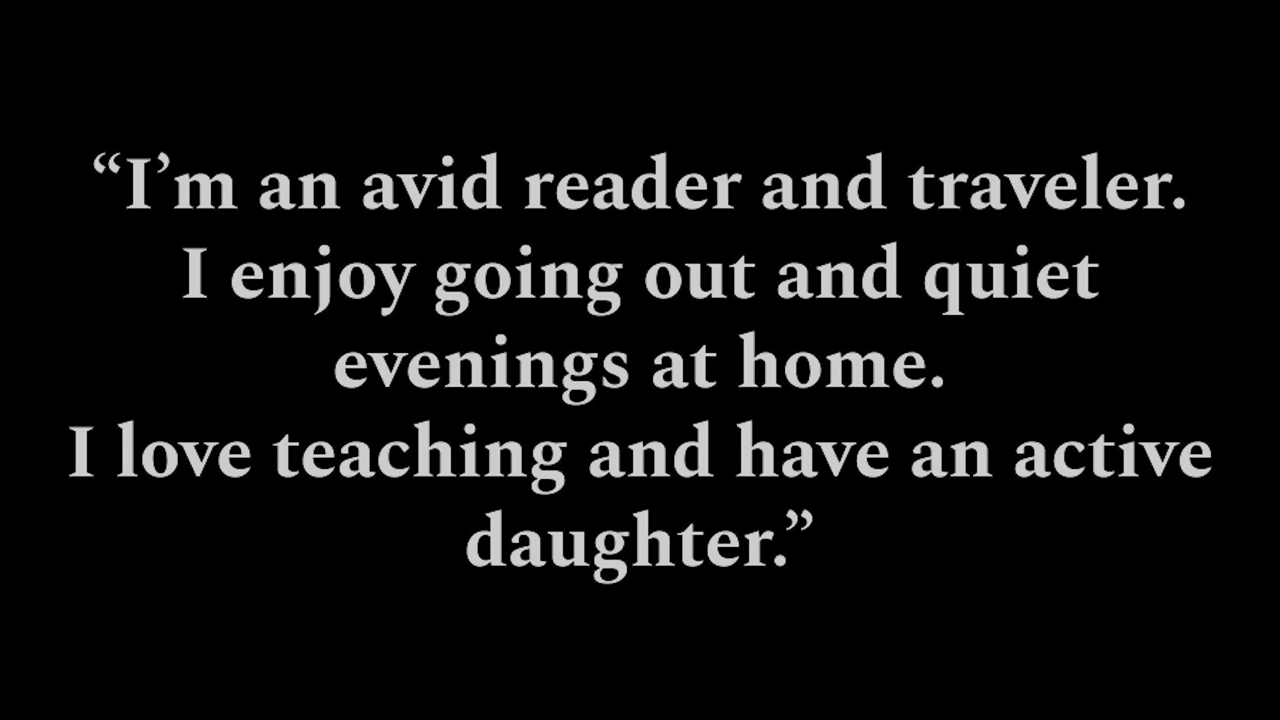 “I’m an avid reader and traveler.
I enjoy going out and quiet
evenings at home.
I love teaching and have an active
daughter.”